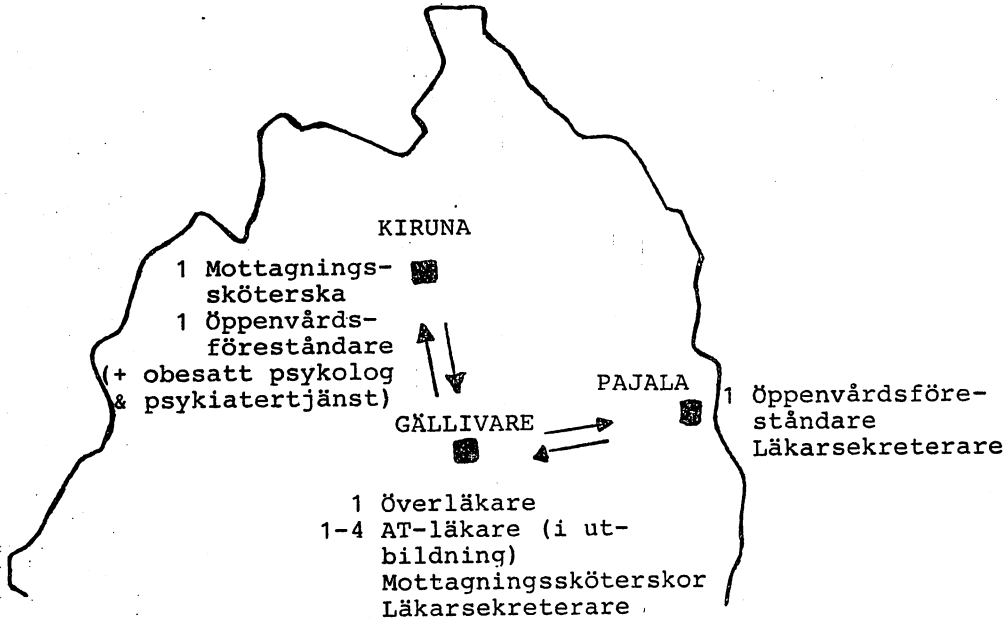 KIRUNA
1 Mottagnings-
sköterska
1 Öppenvårds-
föreståndare
(+ obesatt psykolog
& psykiatertjänst)
PAJALA
1 Öppenvårdsföre-
ståndare
Läkarsekreterare
GÄLLIVARE
1 Överläkare
1-4 AT-läkare (i ut-
bildning)
Mottagningssköterskor
Läkarsekreterare